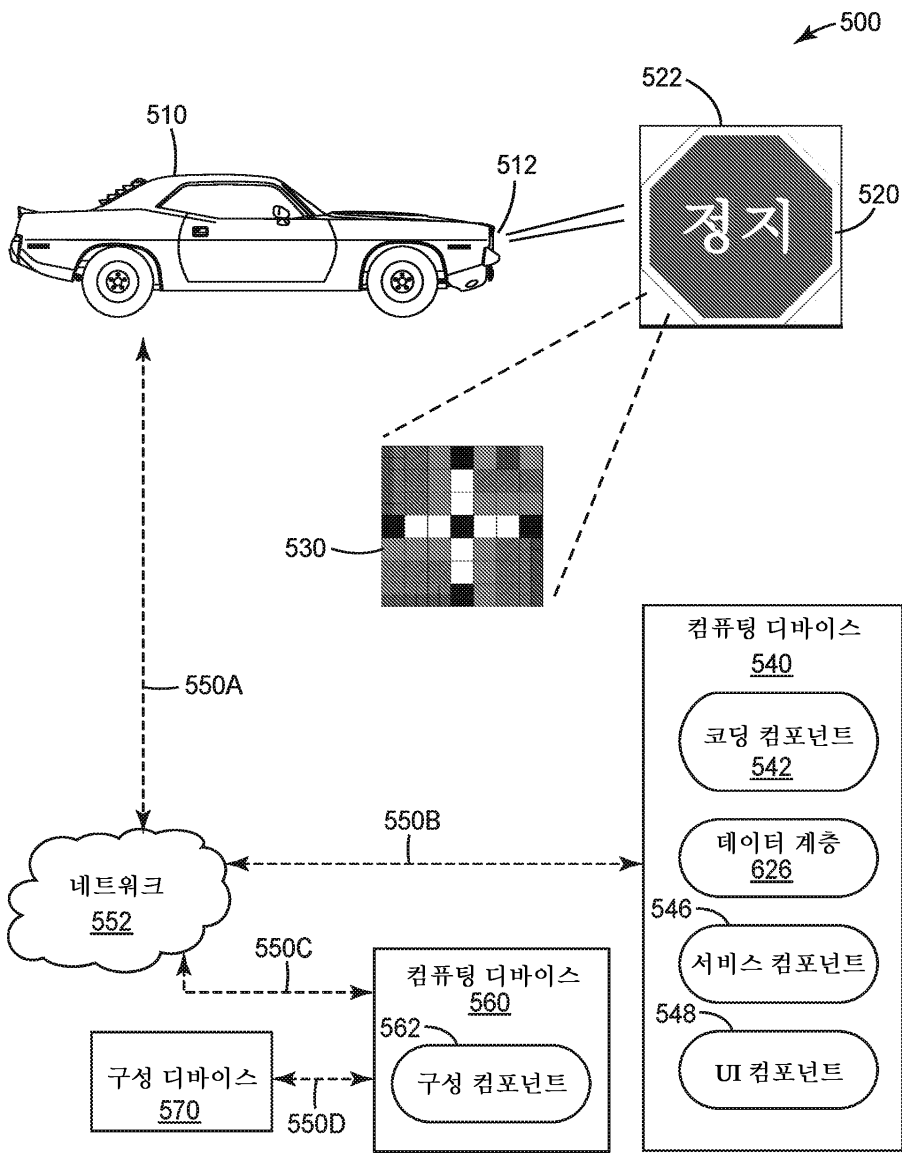 500
522
510
512
520
정지
530
컴퓨팅 디바이스
540
550A
코딩 컴포넌트
542
550B
데이터 계층
626
네트워크
552
546
서비스 컴포넌트
550C
컴퓨팅 디바이스
560
548
562
UI 컴포넌트
구성 디바이스
570
구성 컴포넌트
550D